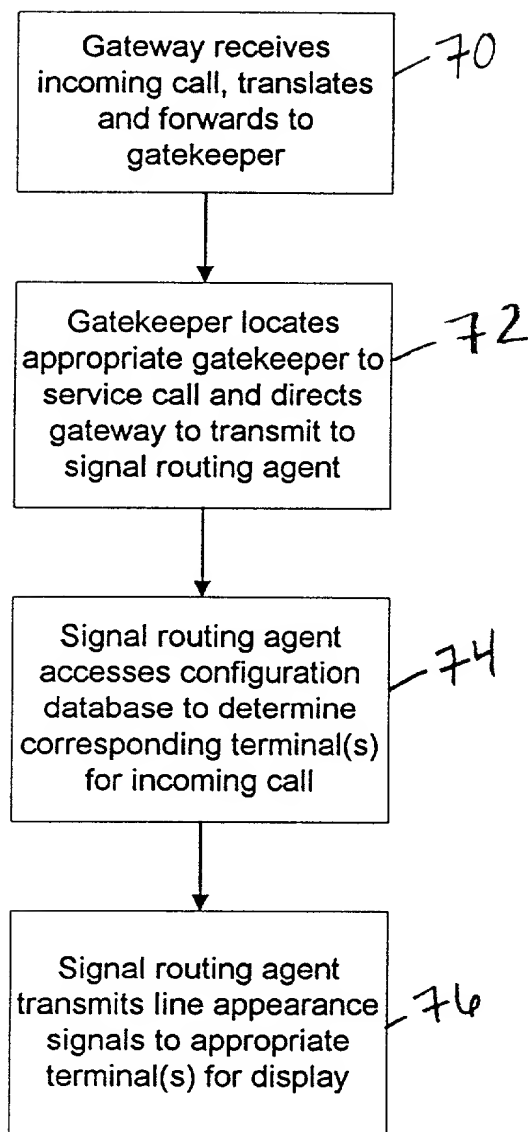 Gateway receives
incoming call, translates
and forwards to
gatekeeper
70
Gatekeeper locates
appropriate gatekeeper to
service call and directs
gateway to transmit to
signal routing agent
72
Signal routing agent
accesses configuration
database to determine
corresponding terminal(s)
for incoming call
74
Signal routing agent
transmits line appearance
signals to appropriate
terminal(s) for display
76